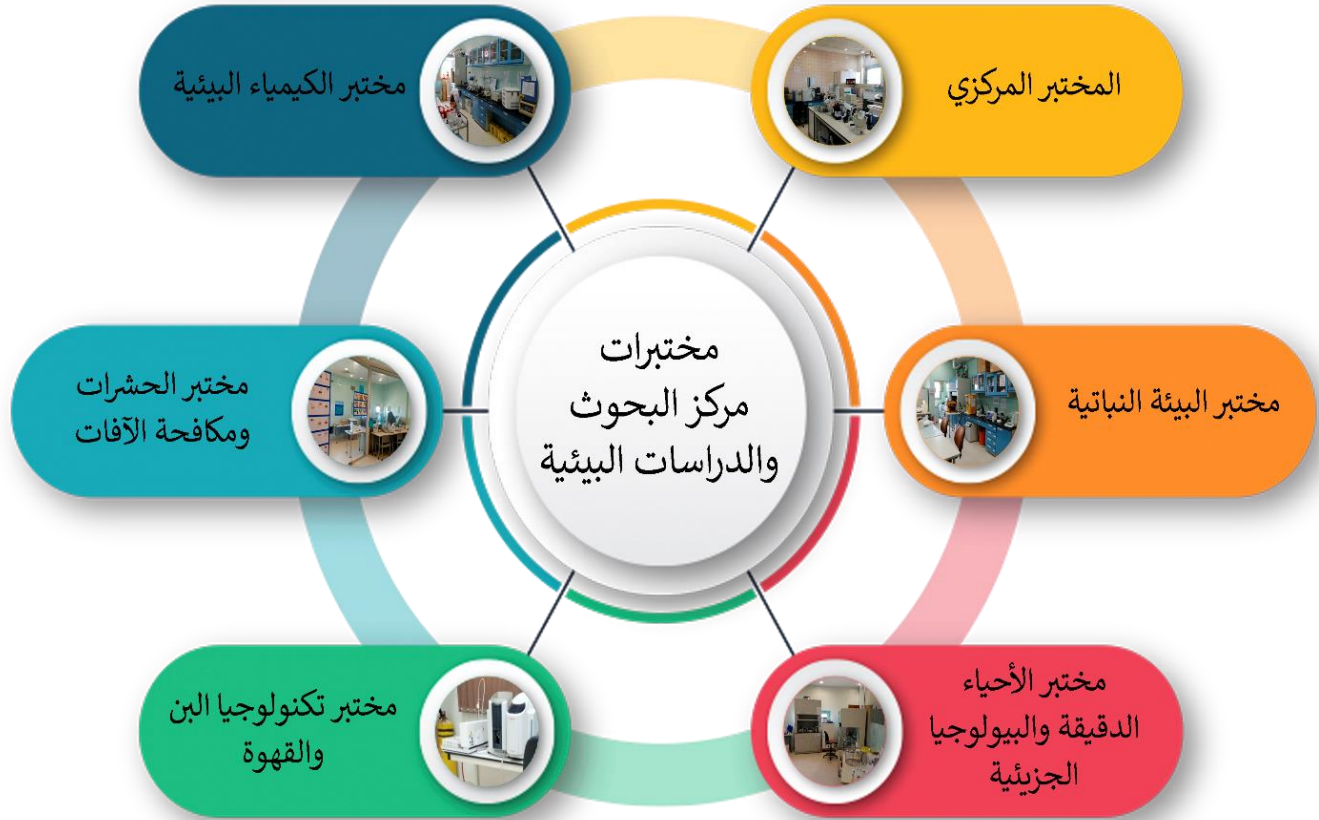 مختبرات
مركز البحوث
والدراسات البيئية
المختبر المركزي
مختبر البيئة النباتية
مختبر الأحياء
الدقيقة والبيولوجيا
الجزيئية
مختبر تكنولوجيا البن
والقهوة
مختبر الحشرات
ومكافحة الآفات
مختبر الكيمياء البيئية